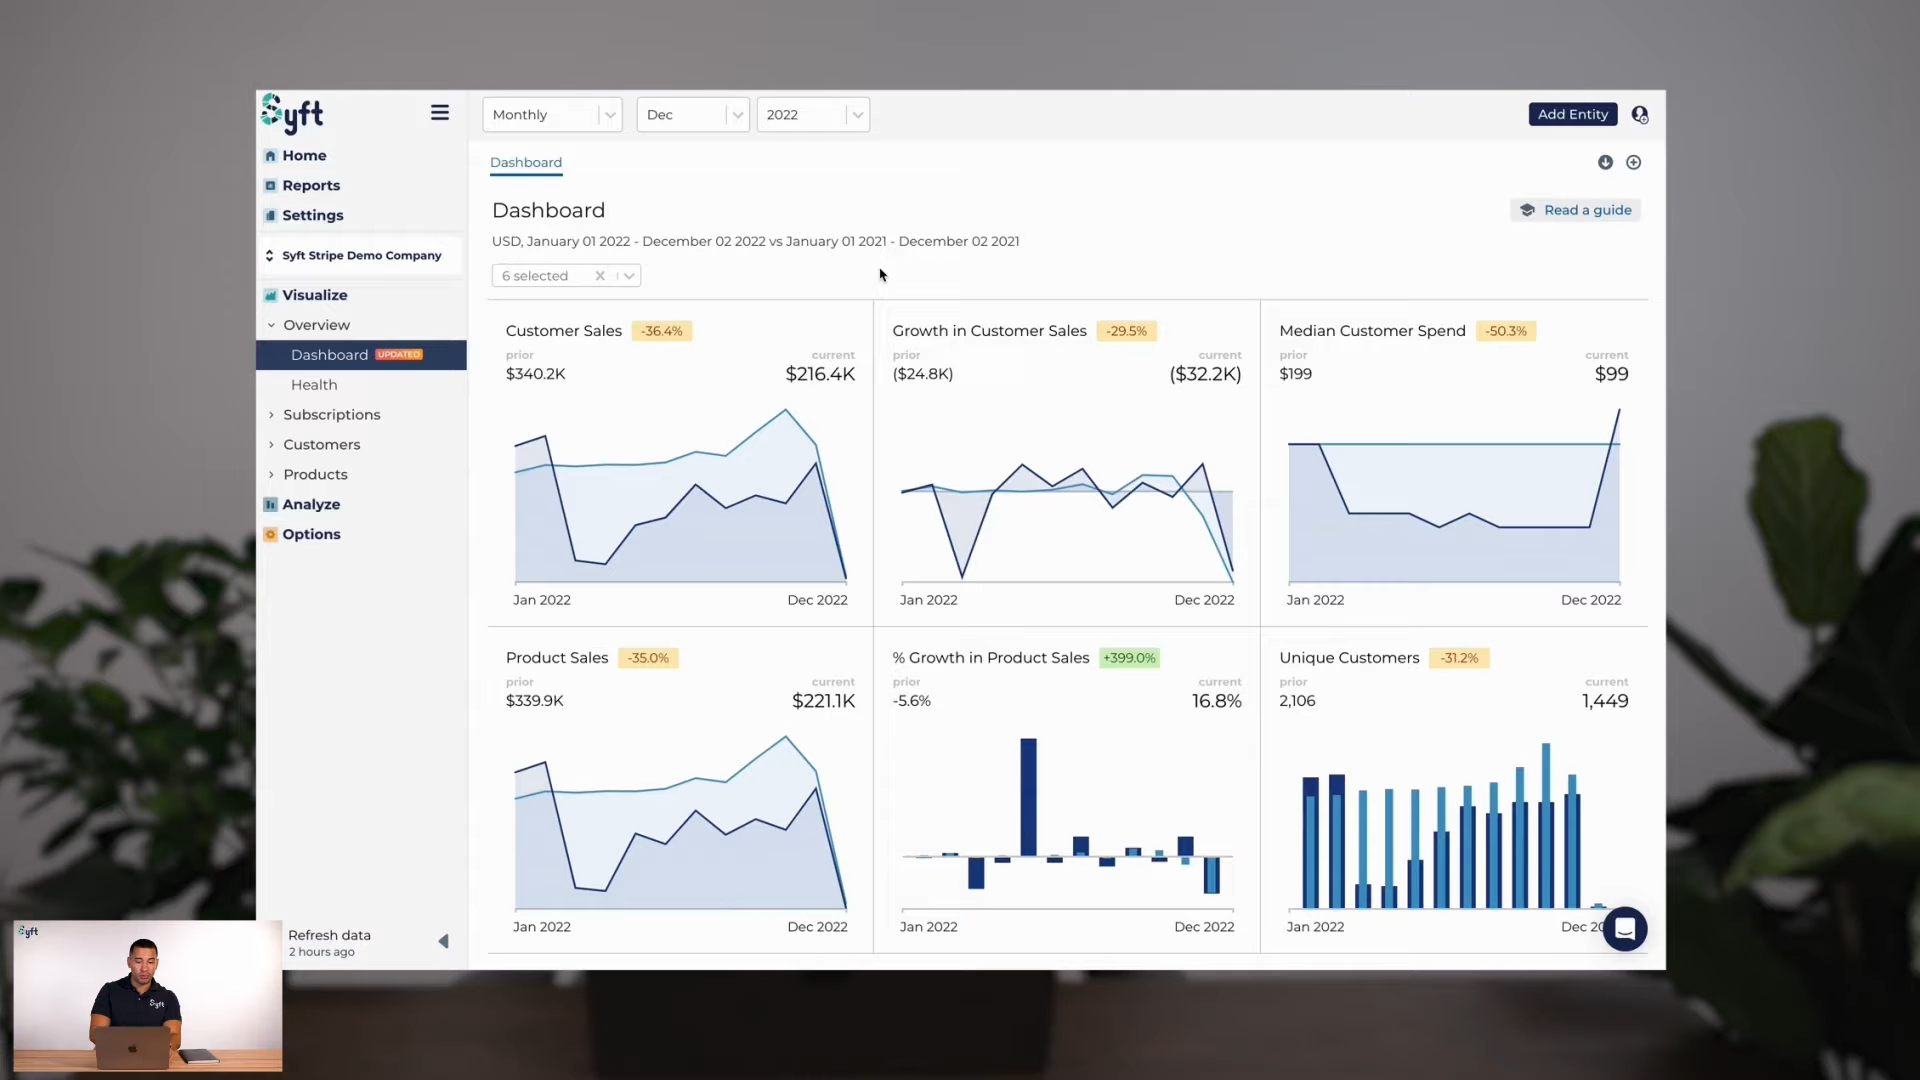 Syft
Monthly
Dec
2022
Add Entity
Home
Reports
Settings
Syft Stripe Demo Company
Visualize
Overview
Dashboard UPDATED
Health
Subscriptions
Customers
Products
Analyze
Options
Refresh data
2 hours ago
Dashboard
Dashboard
Read a guide
USD, January 01 2022 - December 02 2022 vs January 01 2021 - December 02 2021
6 selected
Customer Sales -36.4%
prior current
$340.2K $216.4K
Jan 2022 Dec 2022
Growth in Customer Sales -29.5%
prior current
($24.8K) ($32.2K)
Jan 2022 Dec 2022
Median Customer Spend -50.3%
prior current
$199 $99
Jan 2022 Dec 2022
Product Sales -35.0%
prior current
$339.9K $221.1K
Jan 2022 Dec 2022
% Growth in Product Sales +399.0%
prior current
-5.6% 16.8%
Jan 2022 Dec 2022
Unique Customers -31.2%
prior current
2,106 1,449
Jan 2022 Dec 20
Syft
Syft